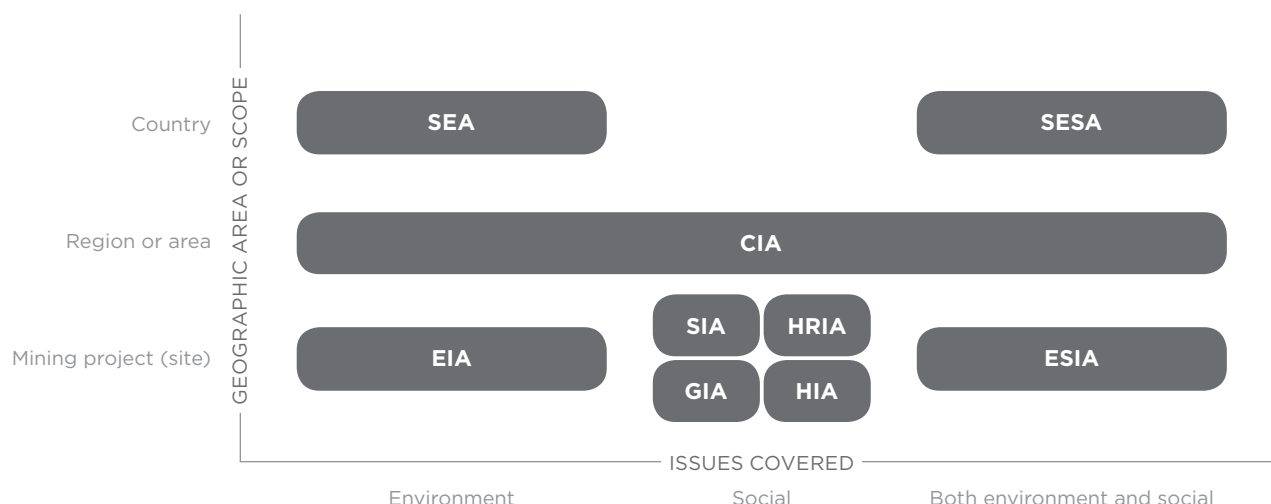 GEOGRAPHIC AREA OR SCOPE
Country
SEA
SESA
Region or area
CIA
Mining project (site)
EIA
SIA
HRIA
GIA
HIA
ESIA
ISSUES COVERED
Environment
Social
Both environment and social